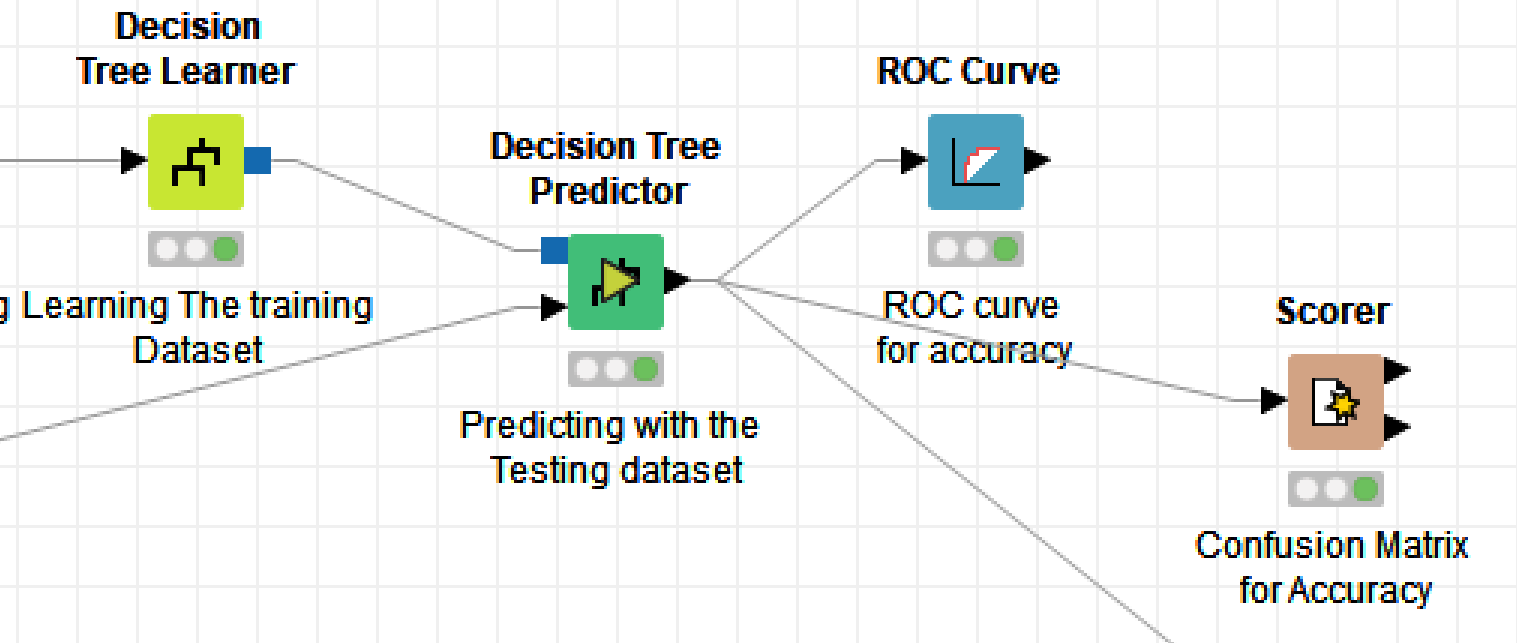 Decision
Tree Learner
Learning The training
Dataset
Decision Tree
Predictor
Predicting with the
Testing dataset
ROC Curve
ROC curve
for accuracy
Scorer
Confusion Matrix
for Accuracy